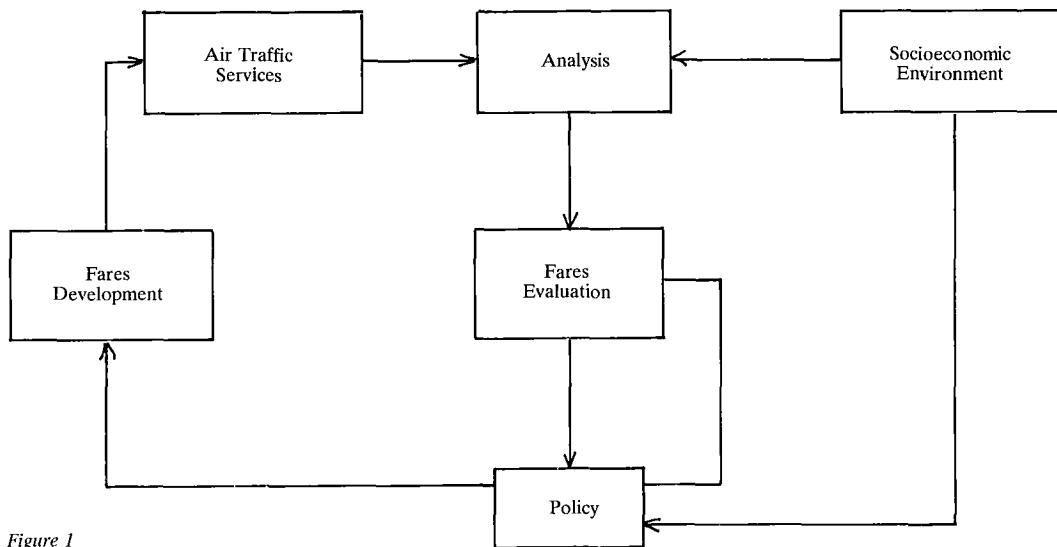 Air Traffic
Services
Analysis
Socioeconomic
Environment
Fares
Development
Fares
Evaluation
Policy
Figure 1